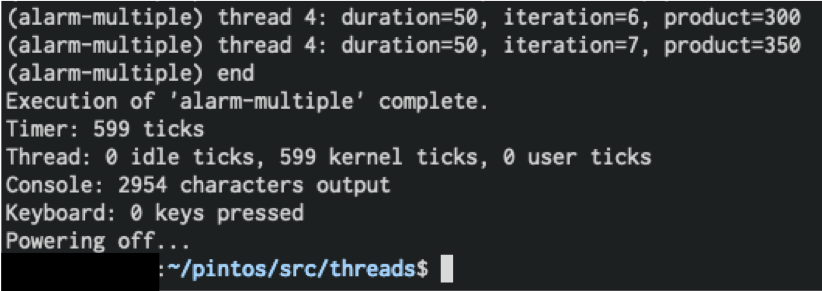 (alarm-multiple) thread 4: duration=50, iteration=6, product=300
(alarm-multiple) thread 4: duration=50, iteration=7, product=350
(alarm-multiple) end
Execution of 'alarm-multiple' complete.
Timer: 599 ticks
Thread: 0 idle ticks, 599 kernel ticks, 0 user ticks
Console: 2954 characters output
Keyboard: 0 keys pressed
Powering off...
:~/pintos/src/threads$